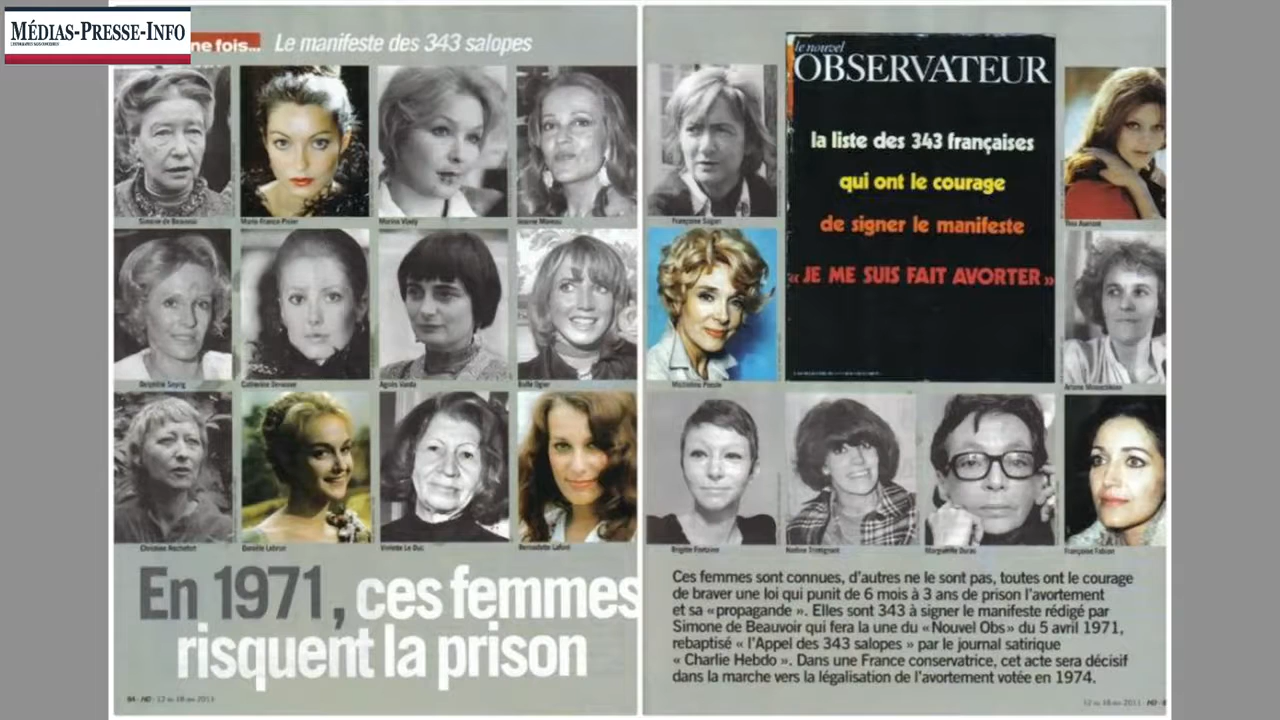 MÉDIAS-PRESSE-INFO
ne fois... Le manifeste des 343 salopes
Simone de Beauvoir
Marie-France Pisier
Marina Vlady
Jeanne Moreau
Delphine Seyrig
Catherine Deneuve
Agnès Varda
Bulle Ogier
Christiane Rochefort
Danièle Lebrun
Violette Le Duc
Bernadette Lafont
En 1971, ces femmes
risquent la prison
Françoise Sagan
le nouvel
OBSERVATEUR
la liste des 343 françaises
qui ont le courage
de signer le manifeste
« JE ME SUIS FAIT AVORTER »
Micheline Presle
Ariane Mnouchkine
Brigitte Fontaine
Nadine Trintignant
Marguerite Duras
Françoise Fabian
Ces femmes sont connues, d'autres ne le sont pas, toutes ont le courage
de braver une loi qui punit de 6 mois à 3 ans de prison l'avortement
et sa « propagande ». Elles sont 343 à signer le manifeste rédigé par
Simone de Beauvoir qui fera la une du « Nouvel Obs » du 5 avril 1971,
rebaptisé « l'Appel des 343 salopes » par le journal satirique
« Charlie Hebdo ». Dans une France conservatrice, cet acte sera décisif
dans la marche vers la légalisation de l'avortement votée en 1974.